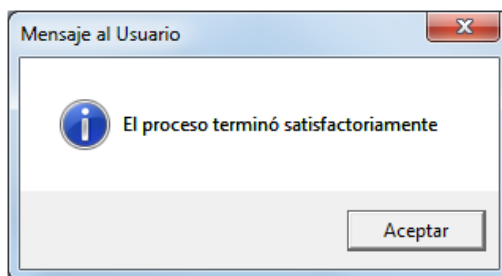 Mensaje al Usuario
El proceso terminó satisfactoriamente
Aceptar